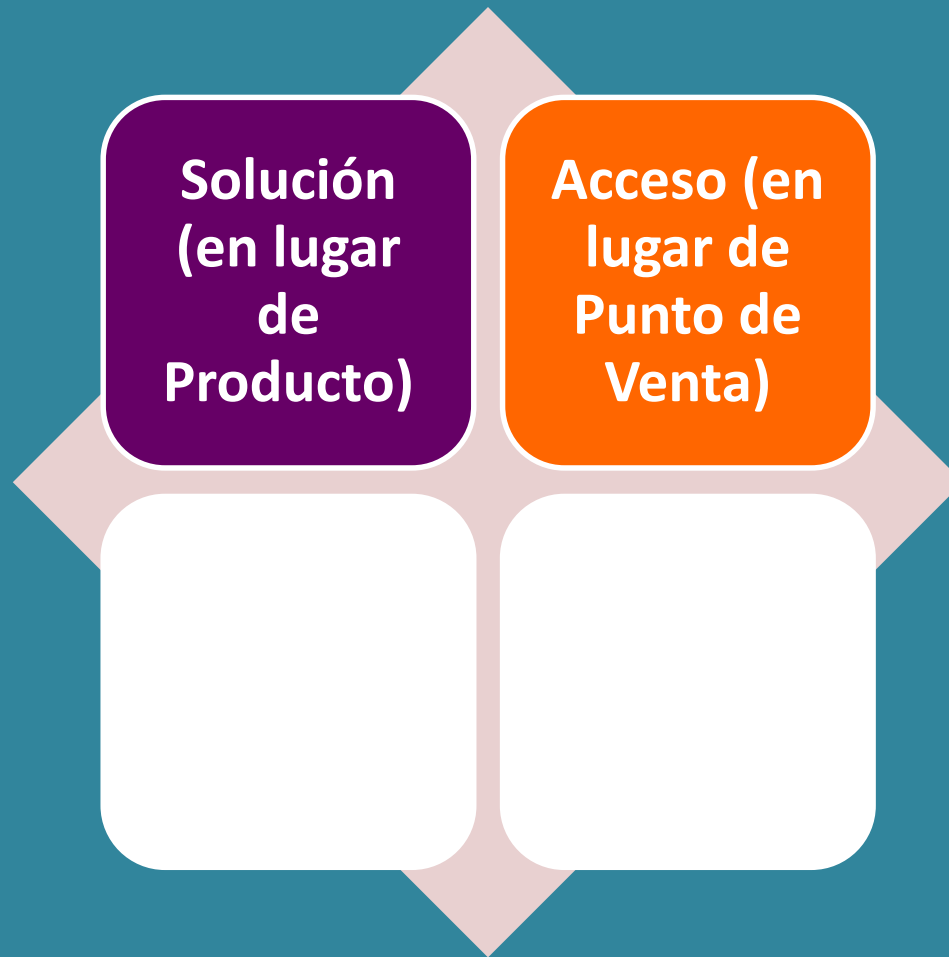 Solución
(en lugar
de
Producto)
Acceso (en
lugar de
Punto de
Venta)